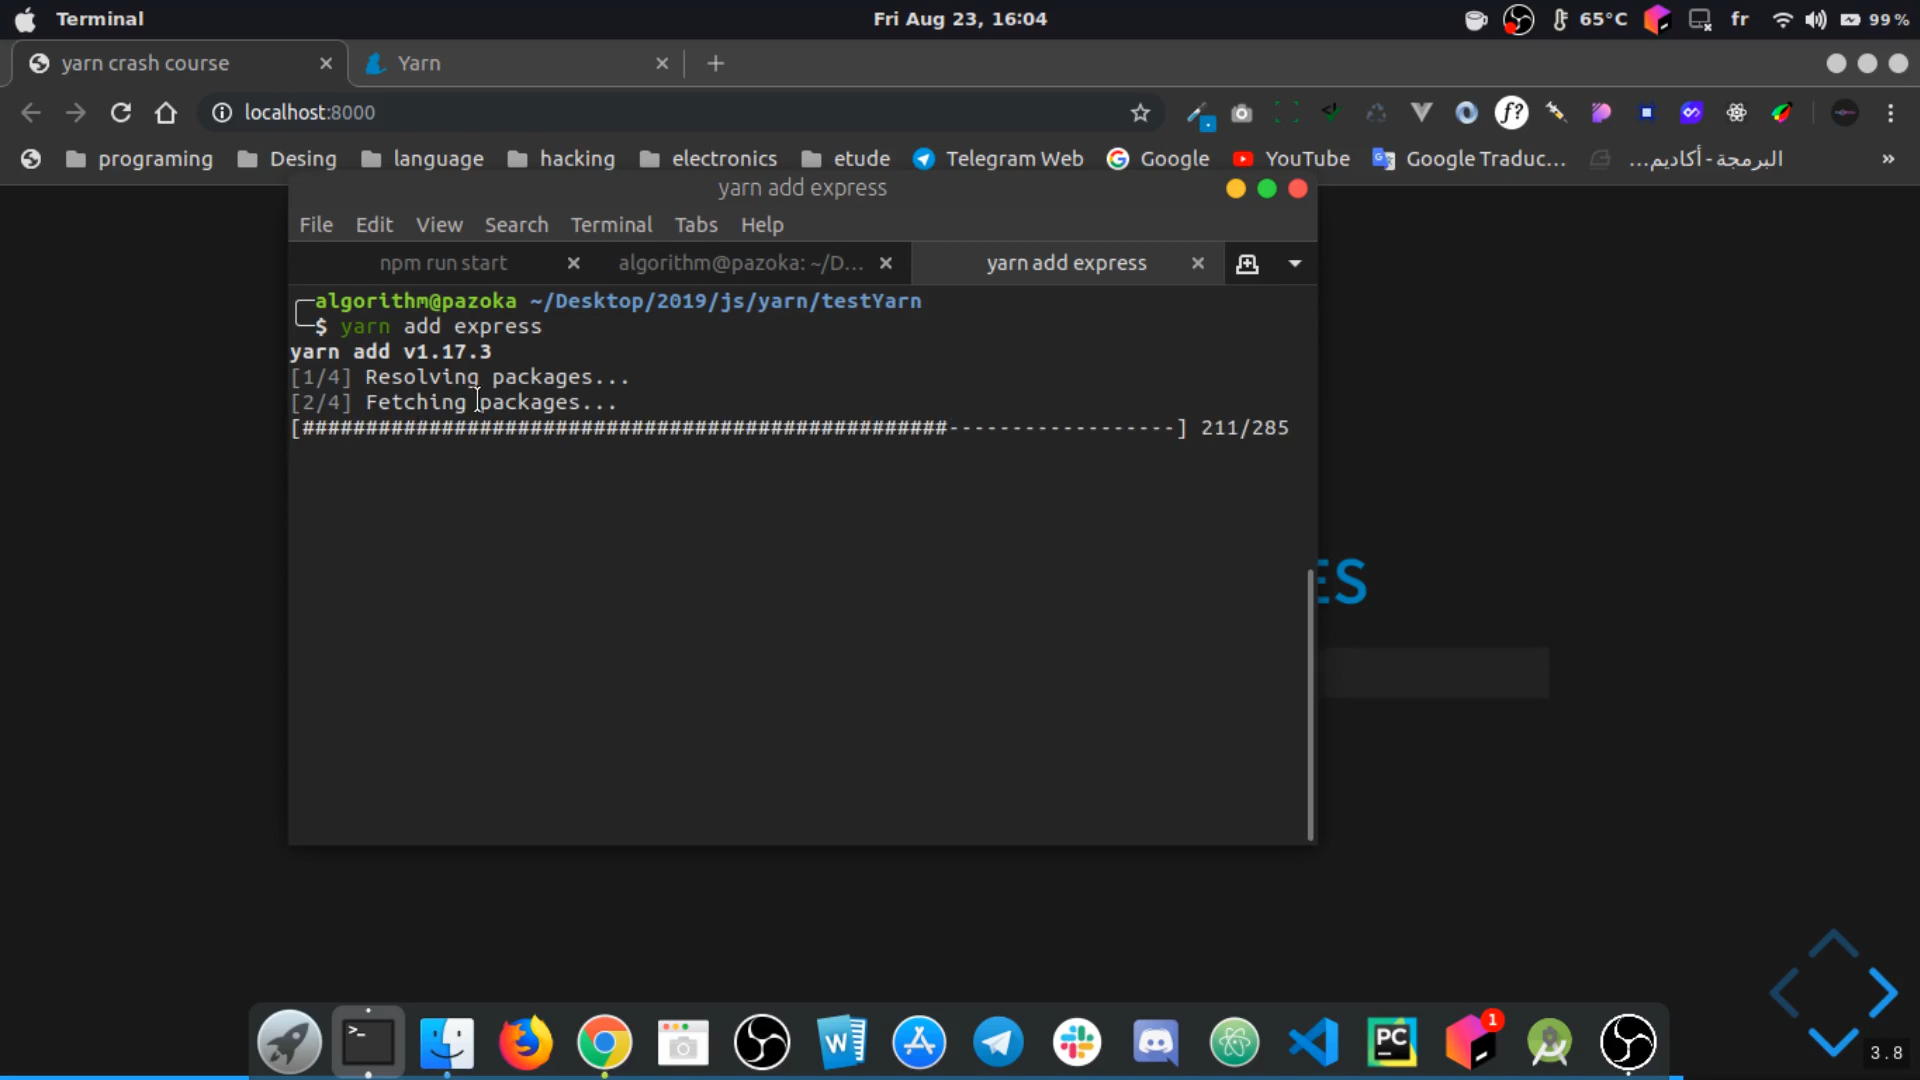 Terminal
Fri Aug 23, 16:04
65°C
fr
99%
yarn crash course
Yarn
localhost:8000
f?
programing
Desing
language
hacking
electronics
etude
Telegram Web
Google
YouTube
Google Traduc...
البرمجة - أكاديم...
»
yarn add express
File Edit View Search Terminal Tabs Help
npm run start
algorithm@pazoka: ~/D...
yarn add express
algorithm@pazoka ~/Desktop/2019/js/yarn/testYarn
$ yarn add express
yarn add v1.17.3
[1/4] Resolving packages...
[2/4] Fetching packages...
[###################################################------------------] 211/285
ES
>_
W
PC
1
3.8